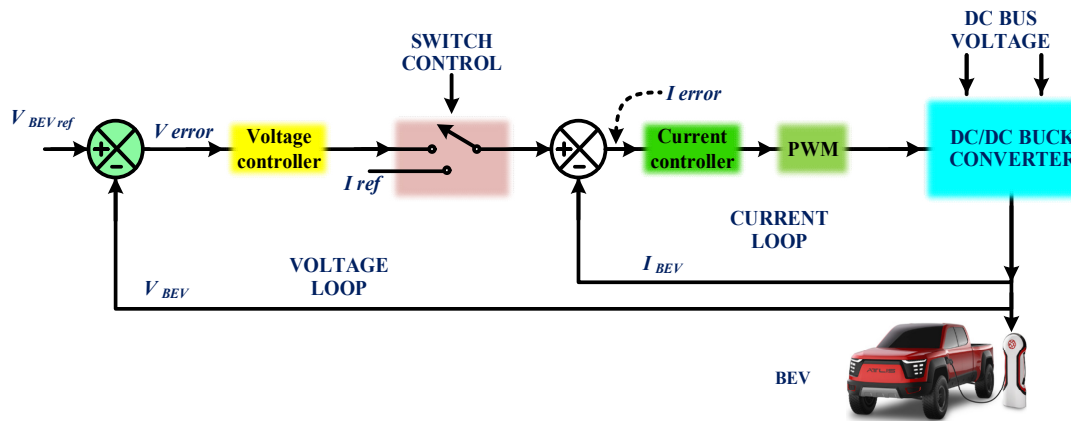 DC BUS
VOLTAGE
SWITCH
CONTROL
V BEV ref
+
-
V error
Voltage
controller
I ref
+
-
I error
Current
controller
PWM
DC/DC BUCK
CONVERTER
CURRENT
LOOP
I BEV
VOLTAGE
LOOP
V BEV
BEV
ATLIS